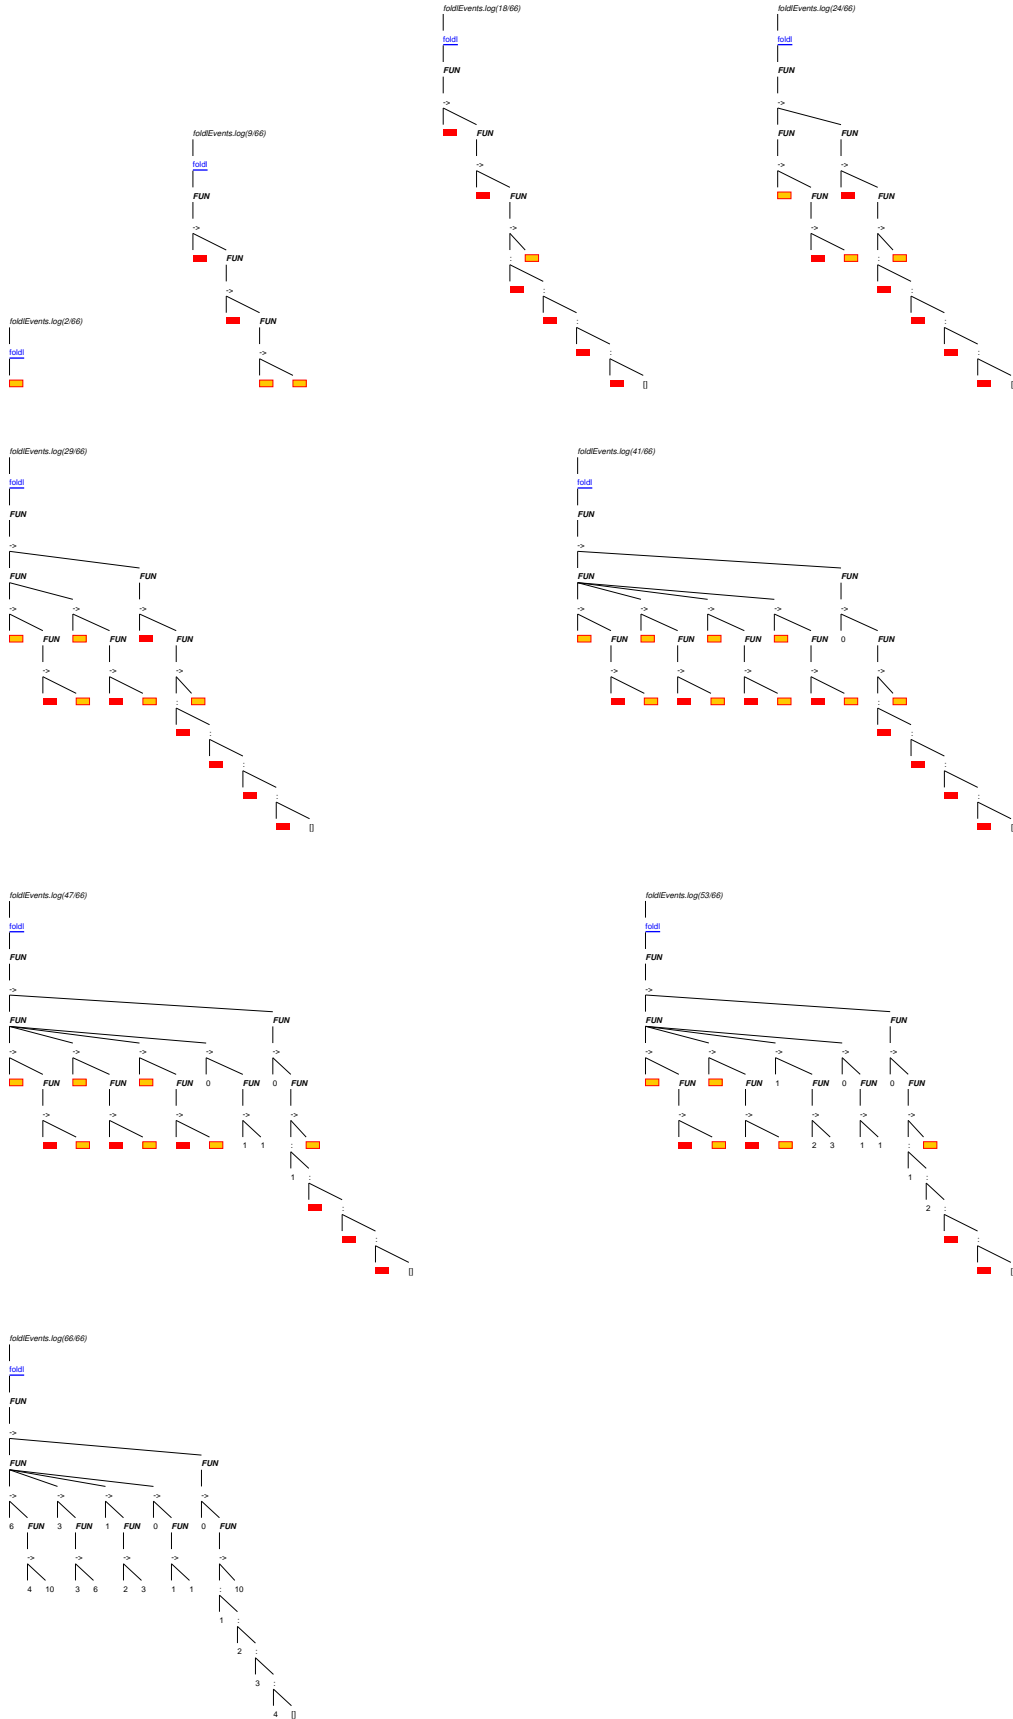 foldlEvents.log(2/66)
foldl
foldlEvents.log(9/66)
foldl
FUN
->
FUN
->
FUN
->
foldlEvents.log(18/66)
foldl
FUN
->
FUN
->
FUN
->
:
:
:
:
[]
foldlEvents.log(24/66)
foldl
FUN
->
FUN FUN
-> ->
FUN FUN
-> ->
:
:
:
:
[
foldlEvents.log(29/66)
foldl
FUN
->
FUN FUN
-> -> ->
FUN FUN FUN
-> -> ->
:
:
:
:
[]
foldlEvents.log(41/66)
foldl
FUN
->
FUN FUN
-> -> -> -> ->
FUN FUN FUN FUN 0 FUN
-> -> -> -> ->
:
:
:
:
[
foldlEvents.log(47/66)
foldl
FUN
->
FUN FUN
-> -> -> -> ->
FUN FUN FUN 0 FUN 0 FUN
-> -> -> -> ->
1 1 :
1 :
:
:
[]
foldlEvents.log(53/66)
foldl
FUN
->
FUN FUN
-> -> -> -> ->
FUN FUN 1 FUN 0 FUN 0 FUN
-> -> -> -> ->
2 3 1 1 :
1 :
2 :
:
[
foldlEvents.log(66/66)
foldl
FUN
->
FUN FUN
-> -> -> -> ->
6 FUN 3 FUN 1 FUN 0 FUN 0 FUN
-> -> -> -> ->
4 10 3 6 2 3 1 1 : 10
1 :
2 :
3 :
4 []